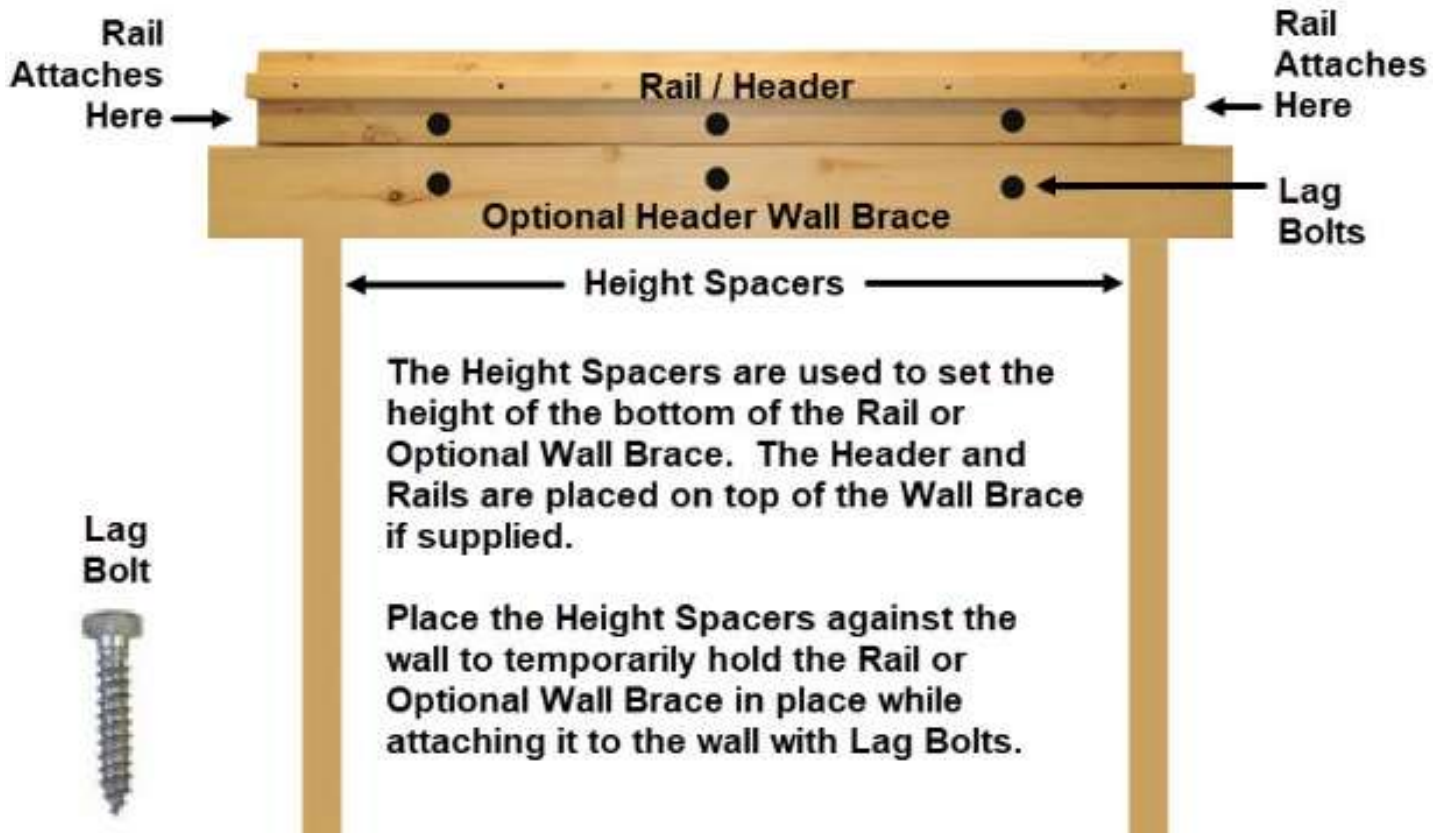 Rail
Attaches
Here
Rail
Attaches
Here
Rail / Header
Lag
Bolts
Optional Header Wall Brace
Height Spacers
The Height Spacers are used to set the
height of the bottom of the Rail or
Optional Wall Brace.  The Header and
Rails are placed on top of the Wall Brace
if supplied.
Lag
Bolt
Place the Height Spacers against the
wall to temporarily hold the Rail or
Optional Wall Brace in place while
attaching it to the wall with Lag Bolts.